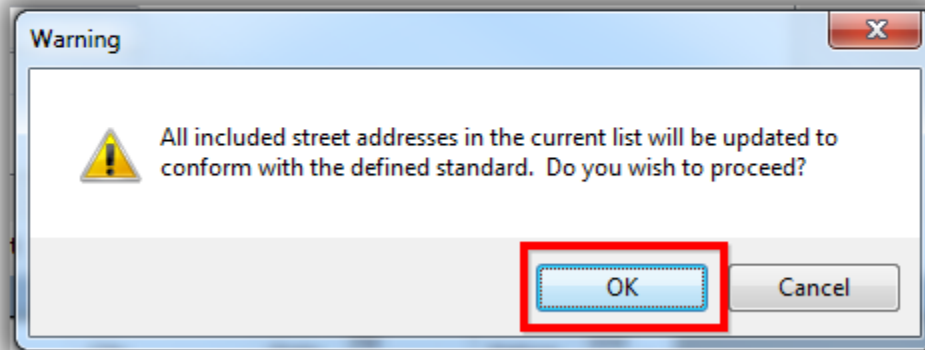 Warning
All included street addresses in the current list will be updated to
conform with the defined standard.  Do you wish to proceed?
OK
Cancel